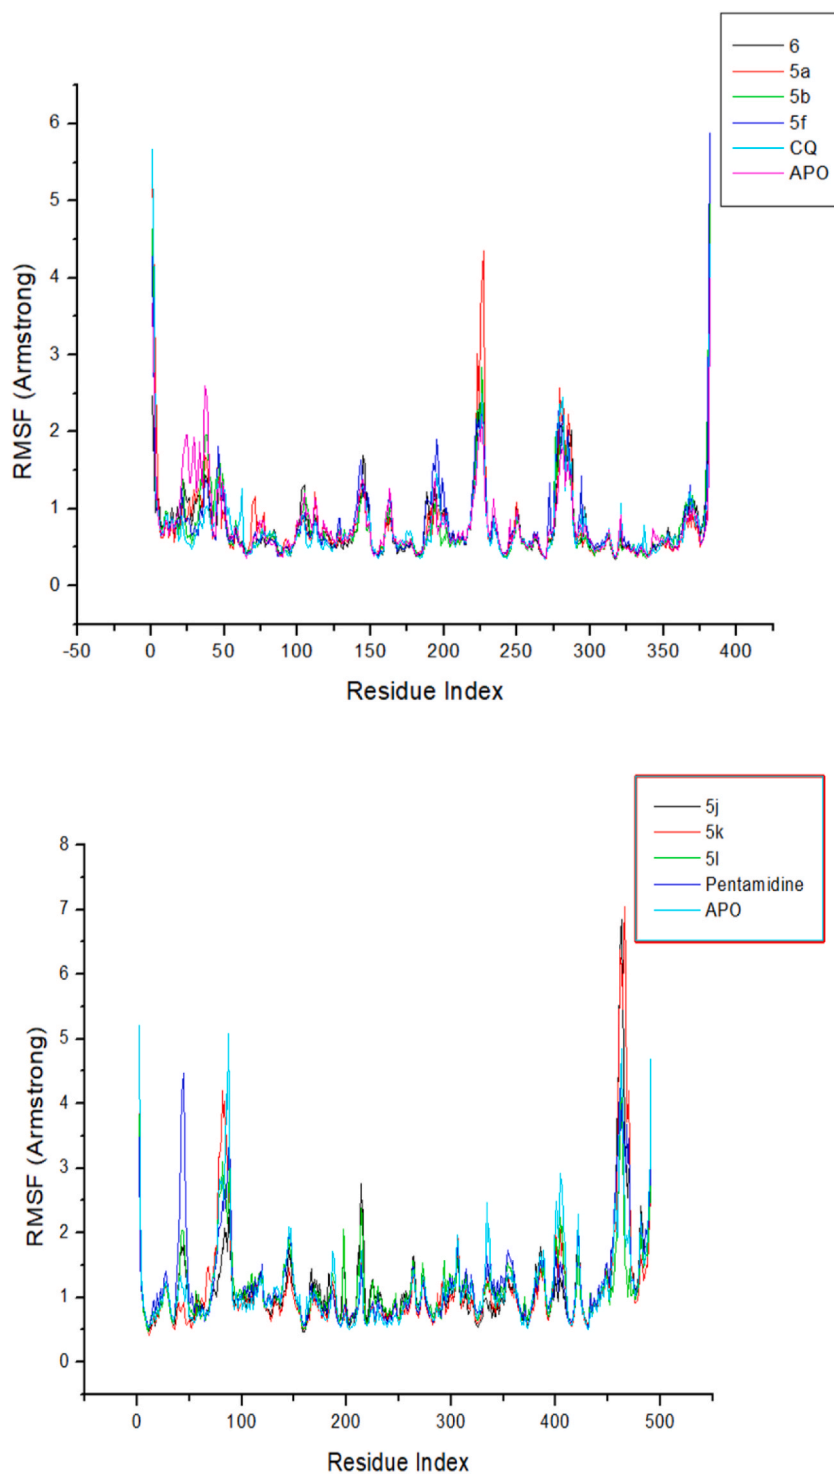 6
5a
5b
5f
CQ
APO
6
5
4
3
2
1
0
RMSF (Armstrong)
-50 0 50 100 150 200 250 300 350 400
Residue Index
5j
5k
5l
Pentamidine
APO
8
7
6
5
4
3
2
1
0
RMSF (Armstrong)
0 100 200 300 400 500
Residue Index